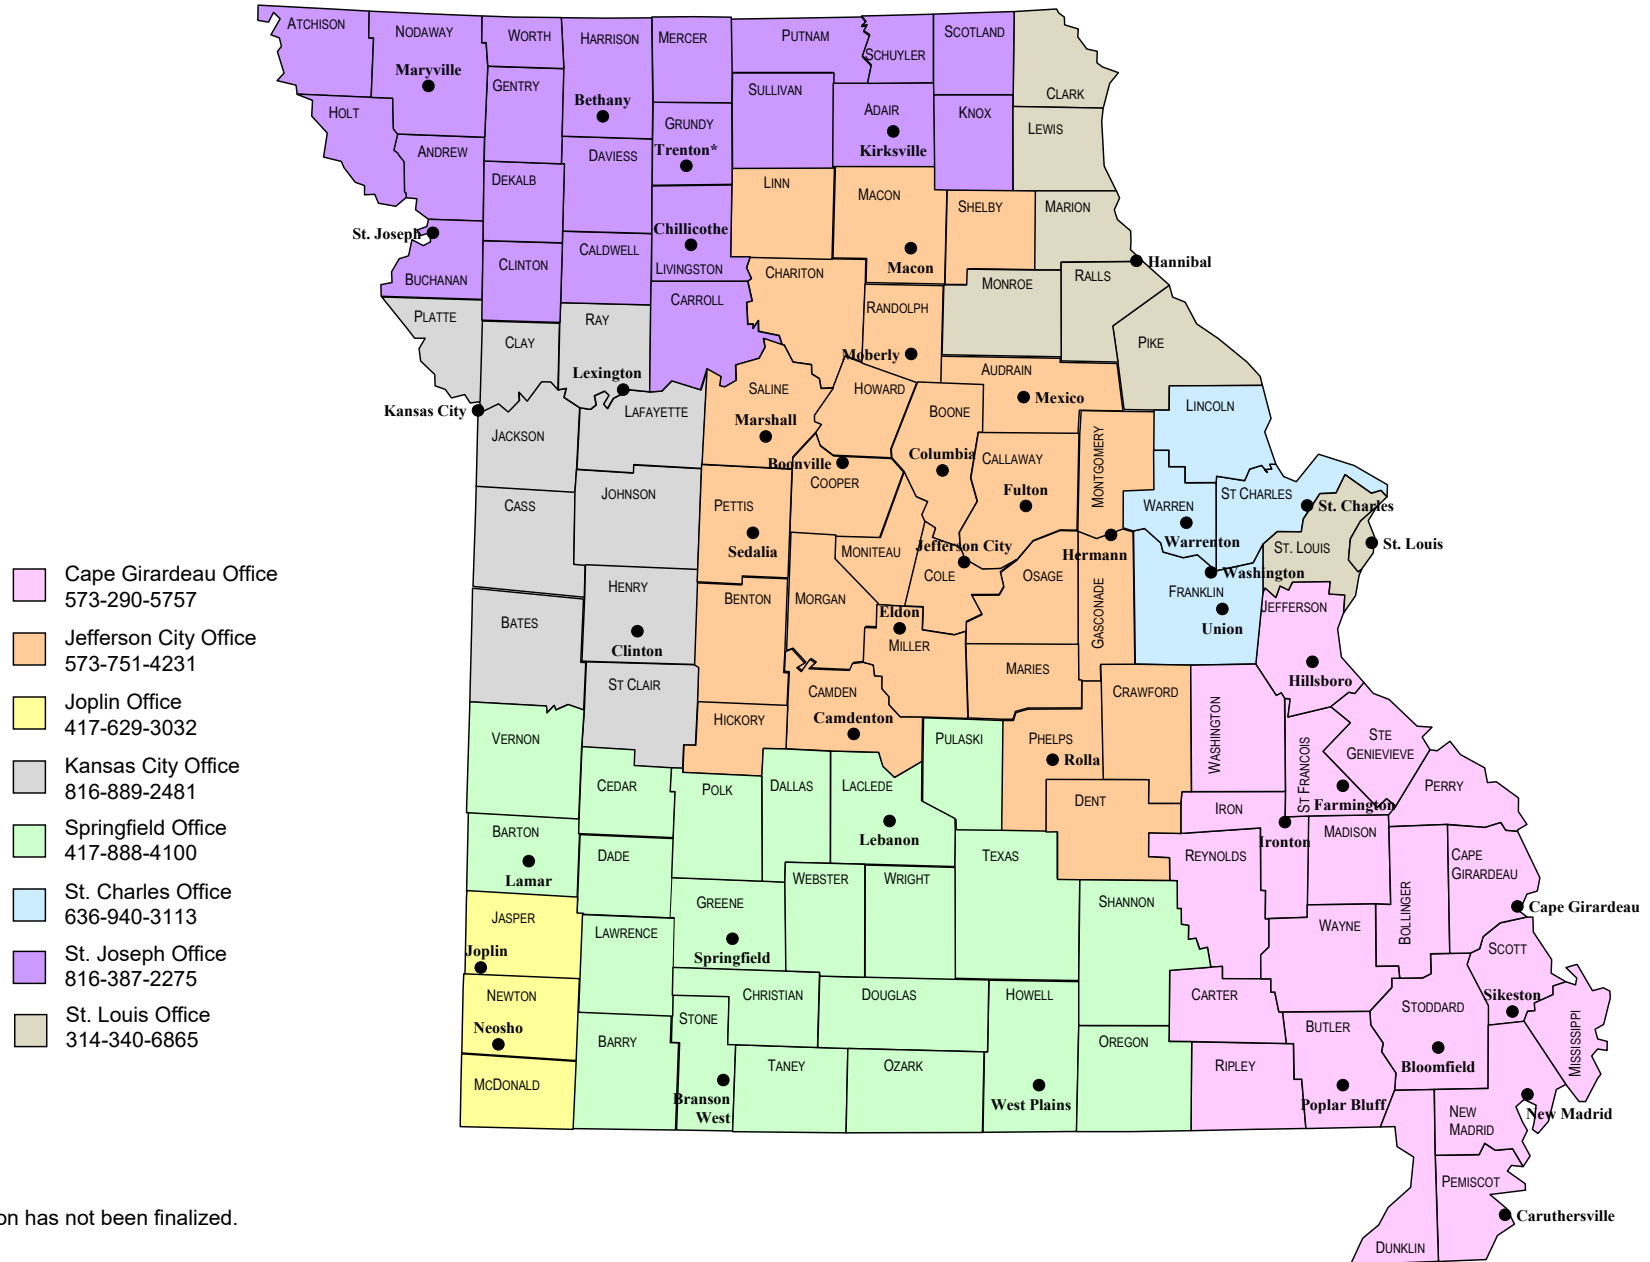 ATCHISON
NODAWAY
WORTH
HARRISON
MERCER
PUTNAM
SCHUYLER
SCOTLAND
CLARK
Maryville
GENTRY
Bethany
SULLIVAN
ADAIR
KNOX
LEWIS
HOLT
GRUNDY
Trenton*
Kirksville
ANDREW
DEKALB
DAVIESS
LINN
MACON
SHELBY
MARION
St. Joseph
Chillicothe
LIVINGSTON
CALDWELL
CLINTON
BUCHANAN
CHARITON
Macon
MONROE
RALLS
Hannibal
PLATTE
CLAY
RAY
CARROLL
RANDOLPH
PIKE
Lexington
Moberly
AUDRAIN
Mexico
Kansas City
LAFAYETTE
SALINE
Marshall
HOWARD
BOONE
LINCOLN
JACKSON
Boonville
COOPER
Columbia
CALLAWAY
Fulton
MONTGOMERY
CASS
JOHNSON
PETTIS
Sedalia
WARREN
Warrenton
ST CHARLES
St. Charles
MONITEAU
Jefferson City
COLE
OSAGE
Hermann
GASCONADE
ST. LOUIS
St. Louis
Washington
FRANKLIN
Union
HENRY
Clinton
BENTON
MORGAN
Eldon
MILLER
JEFFERSON
Hillsboro
BATES
ST CLAIR
HICKORY
CAMDEN
Camdenton
MARIES
CRAWFORD
WASHINGTON
VERNON
CEDAR
POLK
DALLAS
LACLEDE
Lebanon
PULASKI
PHELPS
Rolla
DENT
ST FRANCOIS
STE
GENIEVIEVE
Farmington
PERRY
IRON
Ironton
MADISON
BARTON
Lamar
DADE
GREENE
Springfield
WEBSTER
WRIGHT
TEXAS
SHANNON
REYNOLDS
WAYNE
BOLLINGER
CAPE
GIRARDEAU
Cape Girardeau
JASPER
Joplin
LAWRENCE
CHRISTIAN
DOUGLAS
HOWELL
CARTER
SCOTT
Sikeston
NEWTON
Neosho
BARRY
STONE
Branson
West
TANEY
OZARK
West Plains
OREGON
RIPLEY
BUTLER
Poplar Bluff
STODDARD
Bloomfield
MISSISSIPPI
MCDONALD
New Madrid
NEW
MADRID
PEMISCOT
Caruthersville
DUNKLIN
Cape Girardeau Office
573-290-5757
Jefferson City Office
573-751-4231
Joplin Office
417-629-3032
Kansas City Office
816-889-2481
Springfield Office
417-888-4100
St. Charles Office
636-940-3113
St. Joseph Office
816-387-2275
St. Louis Office
314-340-6865
on has not been finalized.